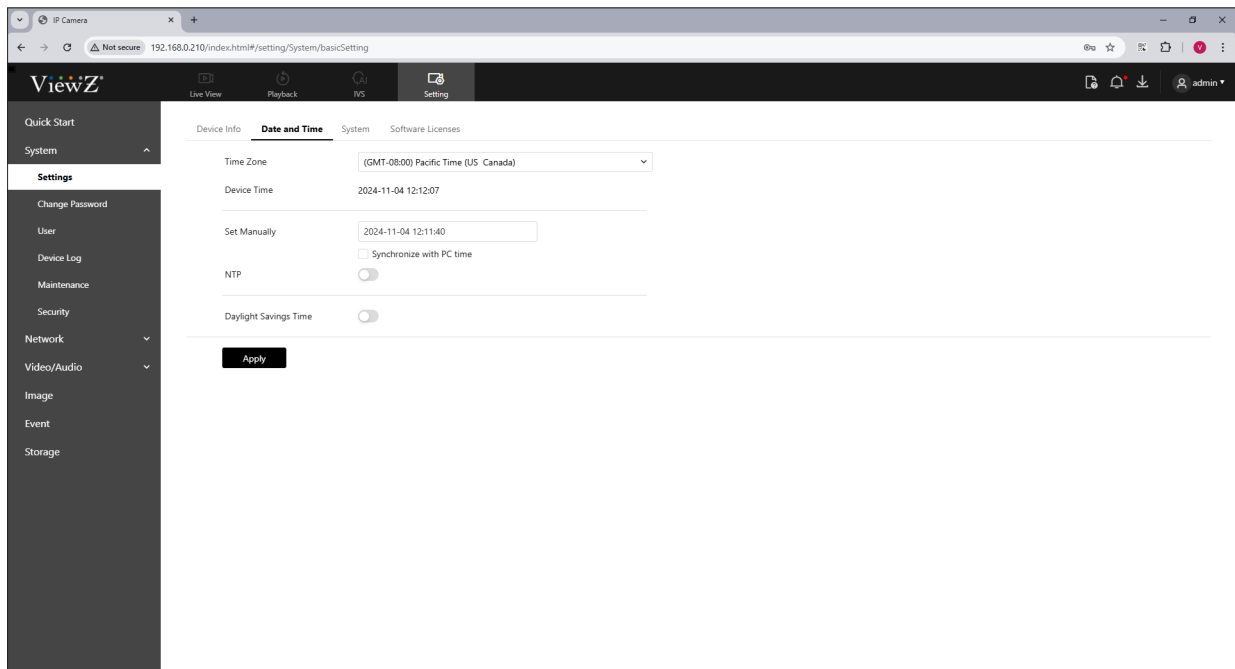 IP Camera
Not secure 192.168.0.210/index.html#/setting/System/basicSetting
V
ViewZ
Live View Playback IVS Setting
admin
Quick Start
System
Settings
Change Password
User
Device Log
Maintenance
Security
Network
Video/Audio
Image
Event
Storage
Device Info Date and Time System Software Licenses
Time Zone (GMT-08:00) Pacific Time (US Canada)
Device Time 2024-11-04 12:12:07
Set Manually 2024-11-04 12:11:40
Synchronize with PC time
NTP
Daylight Savings Time
Apply